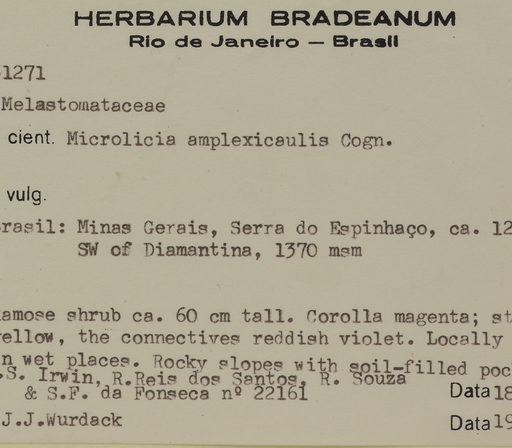 HERBARIUM BRADEANUM
Rio de Janeiro — Brasil
1271
Melastomataceae
cient. Microlicia amplexicaulis Cogn.
vulg.
rasil: Minas Gerais, Serra do Espinhaço, ca. 12
SW of Diamantina, 1370 msm
amose shrub ca. 60 cm tall. Corolla magenta; st
yellow, the connectives reddish violet. Locally
n wet places. Rocky slopes with soil-filled poc
.S. Irwin, R.Reis dos Santos, R. Souza
& S.F. da Fonseca nº 22161 Data 18
J.J.Wurdack Data 19